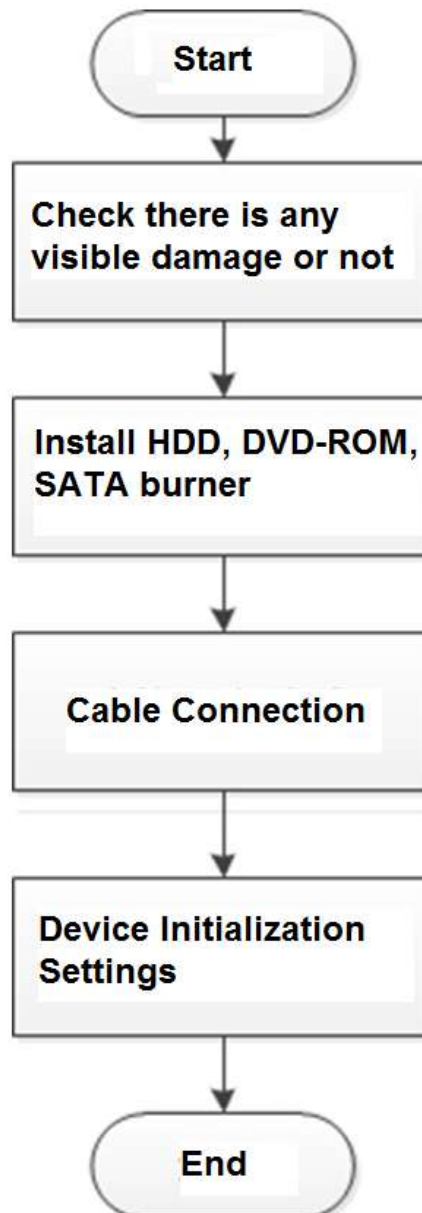 Start
Check there is any
visible damage or not
Install HDD, DVD-ROM,
SATA burner
Cable Connection
Device Initialization
Settings
End